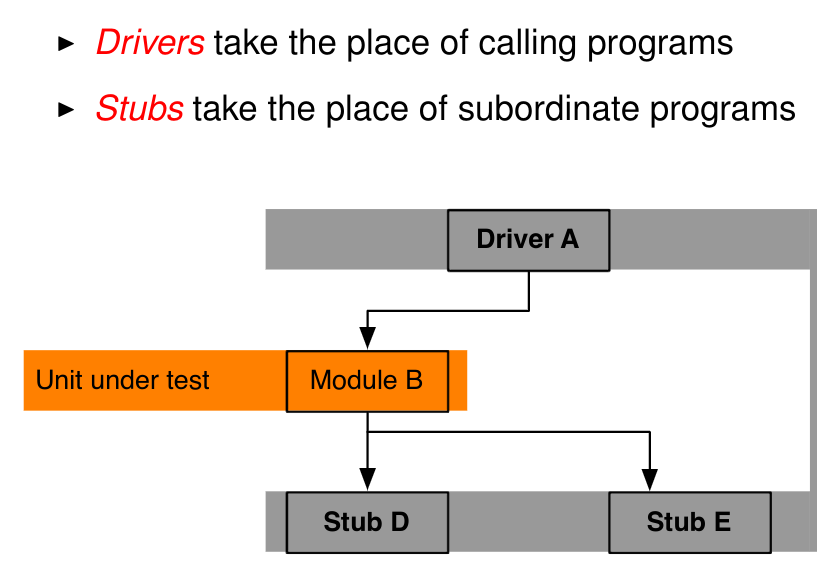 ► Drivers take the place of calling programs
► Stubs take the place of subordinate programs
Driver A
Unit under test
Module B
Stub D
Stub E